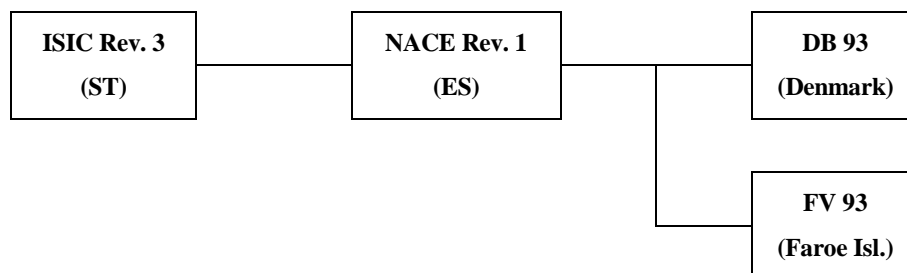 ISIC Rev. 3
(ST)
NACE Rev. 1
(ES)
DB 93
(Denmark)
FV 93
(Faroe Isl.)